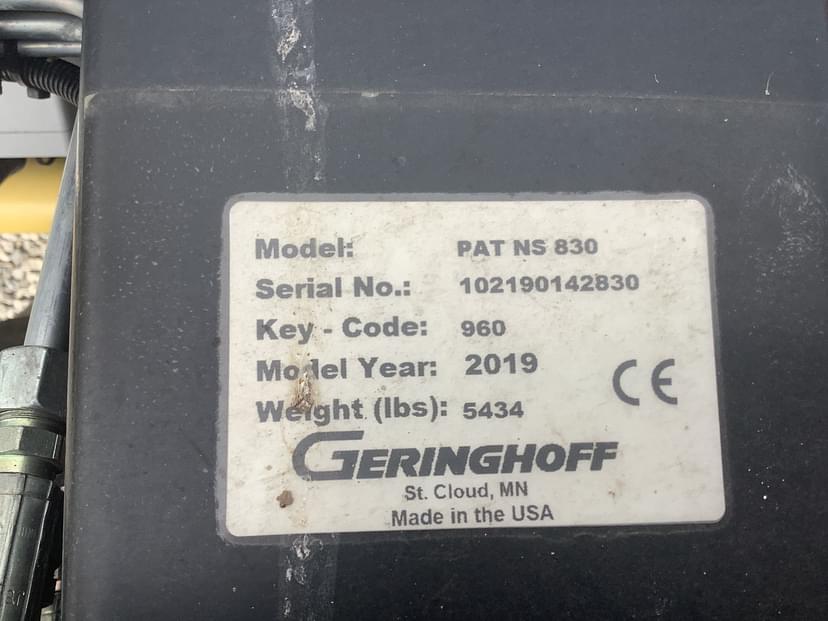 Model: PAT NS 830
Serial No.: 102190142830
Key - Code: 960
Model Year: 2019
Weight (lbs): 5434
CE
GERINGHOFF
St. Cloud, MN
Made in the USA